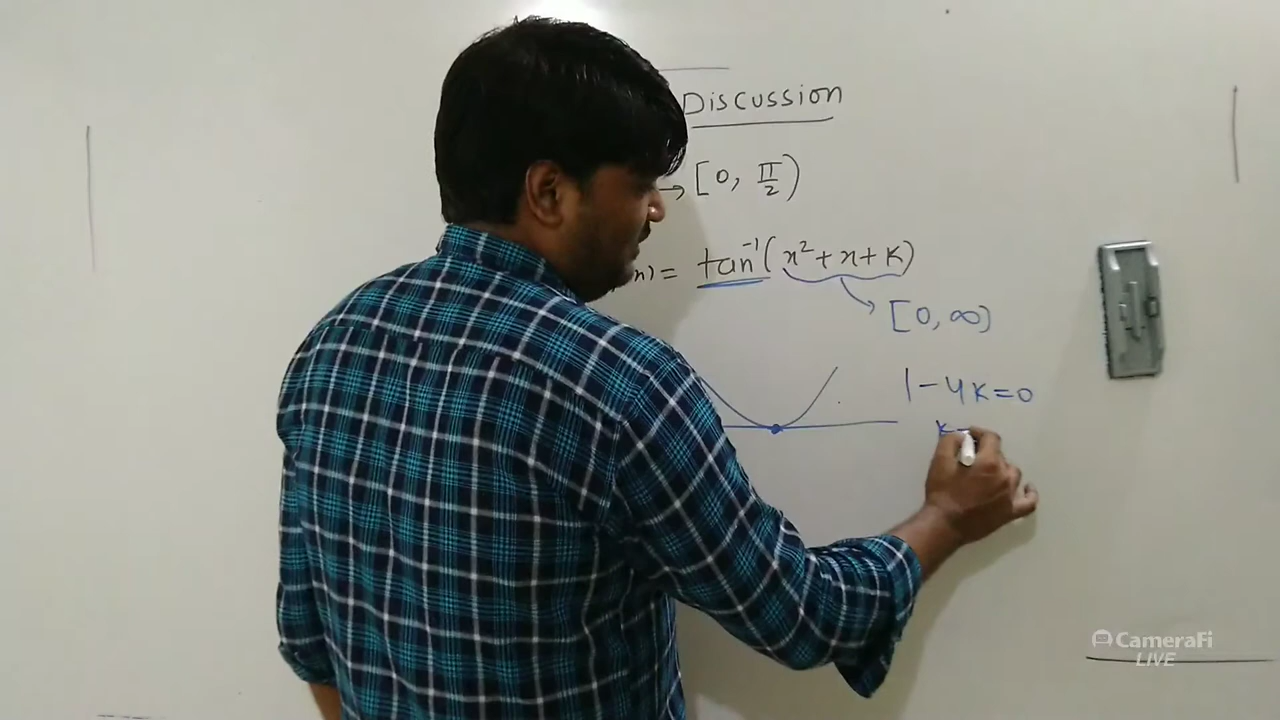 Discussion
→ [0, π/2)
n) = tan⁻¹(x²+x+k)
[0, ∞)
1-4k=0
k=
CameraFi
LIVE